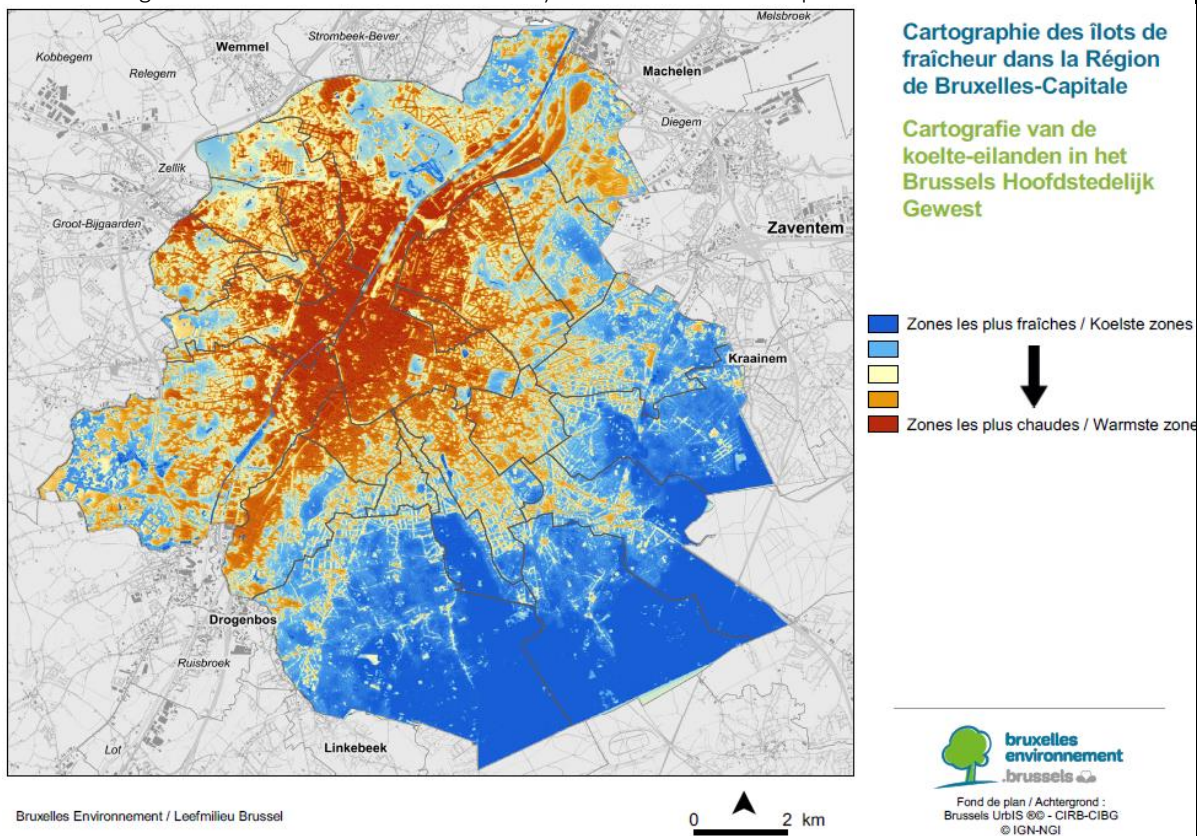 Melsbroek
Strombeek-Bever
Wemmel
Kobbegem
Relegem
Machelen
Diegem
Zellik
Groot-Bijgaarden
Zaventem
Kraainem
Drogenbos
Ruisbroek
Linkebeek
Lot
Cartographie des îlots de
fraîcheur dans la Région
de Bruxelles-Capitale
Cartografie van de
koelte-eilanden in het
Brussels Hoofdstedelijk
Gewest
Zones les plus fraîches / Koelste zones
Zones les plus chaudes / Warmste zone
bruxelles
environnement
.brussels
Fond de plan / Achtergrond :
Brussels UrbIS ®© - CIRB-CIBG
© IGN-NGI
Bruxelles Environnement / Leefmilieu Brussel
0 2 km